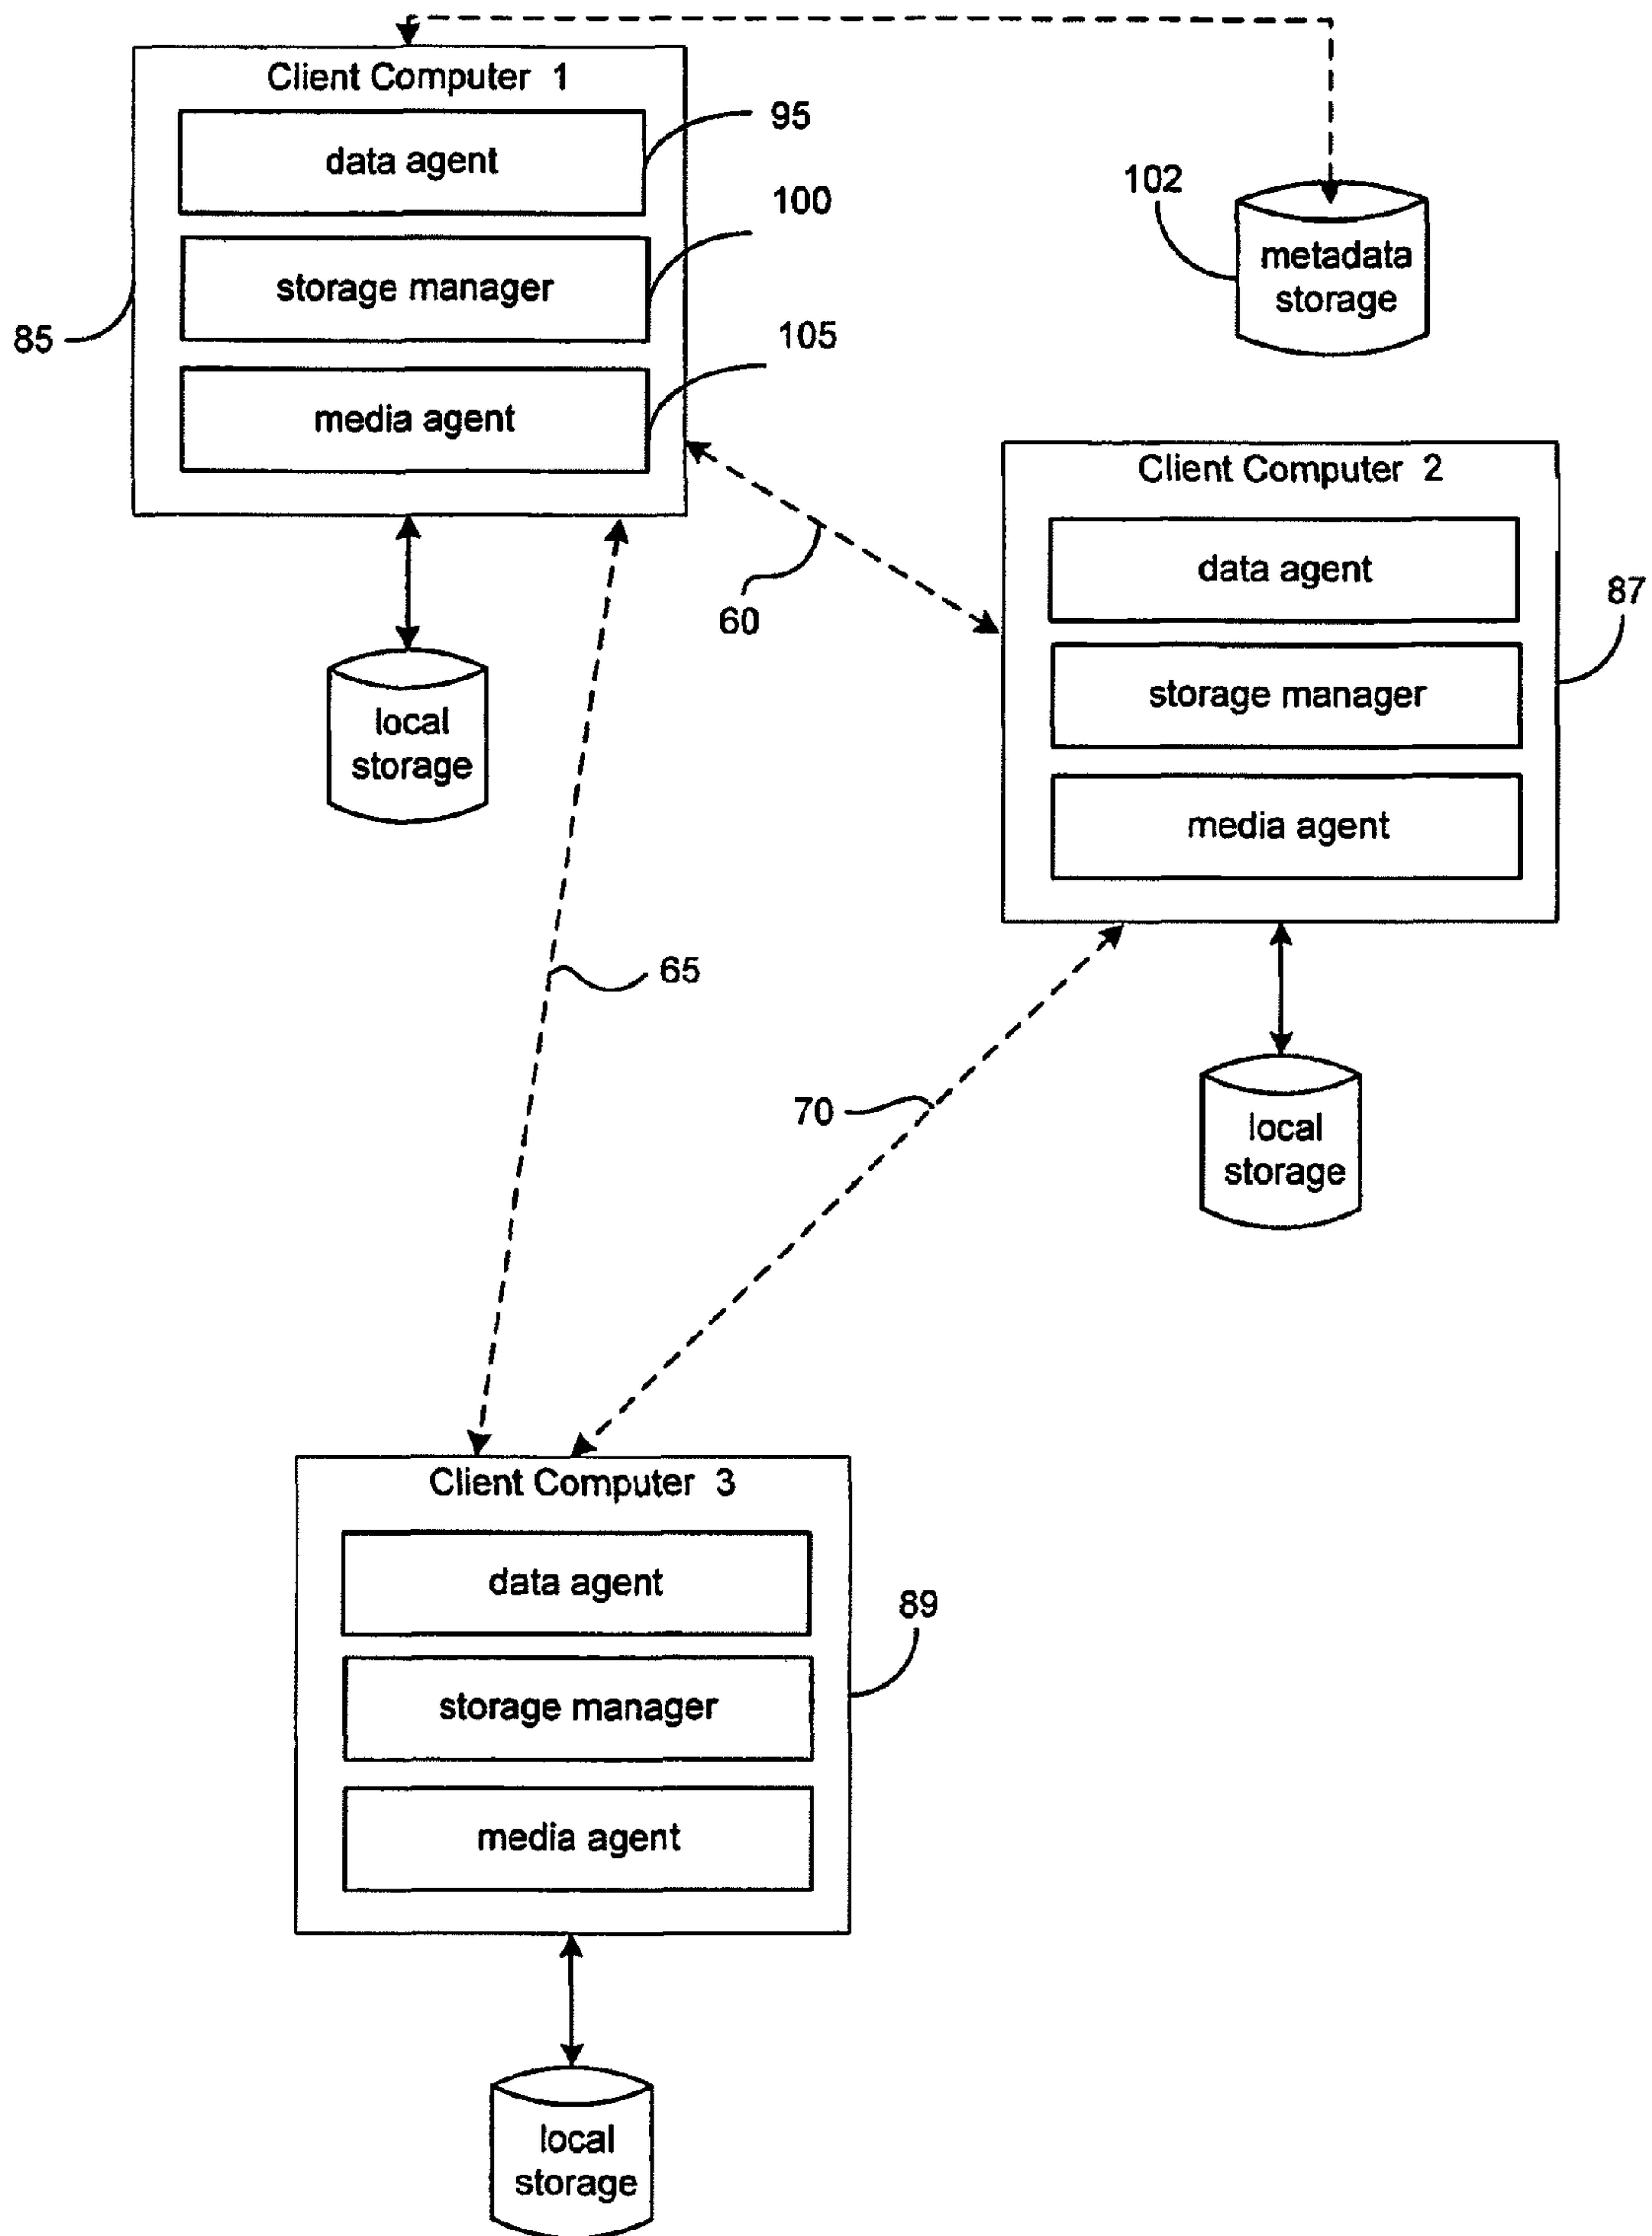 Client Computer 1
data agent
95
storage manager
100
media agent
105
85
102
metadata
storage
local
storage
60
Client Computer 2
data agent
storage manager
media agent
87
65
70
local
storage
Client Computer 3
data agent
storage manager
media agent
89
local
storage